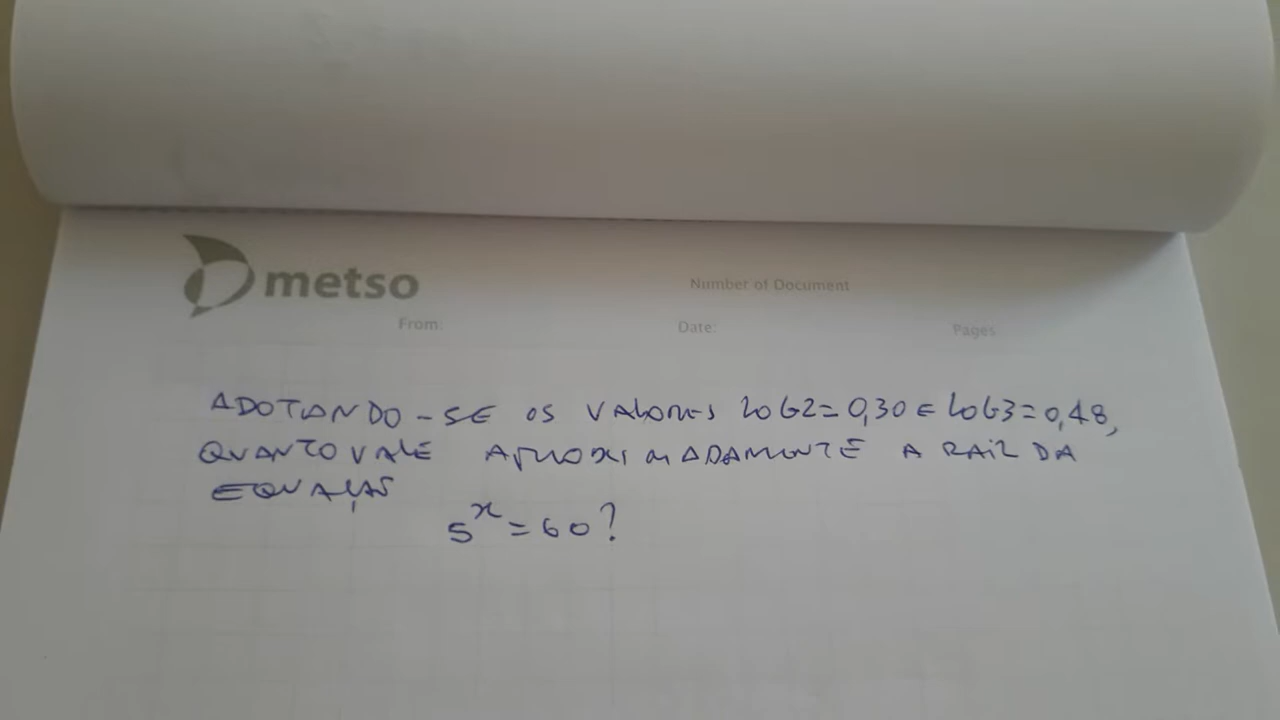 metso
Number of Document
From:
Date:
Pages
ADOTANDO-SE OS VALORES LOG2=0,30 E LOG3=0,48,
QUANTO VALE APROXIMADAMENTE A RAIZ DA
EQUAÇÃO
5^x=60?